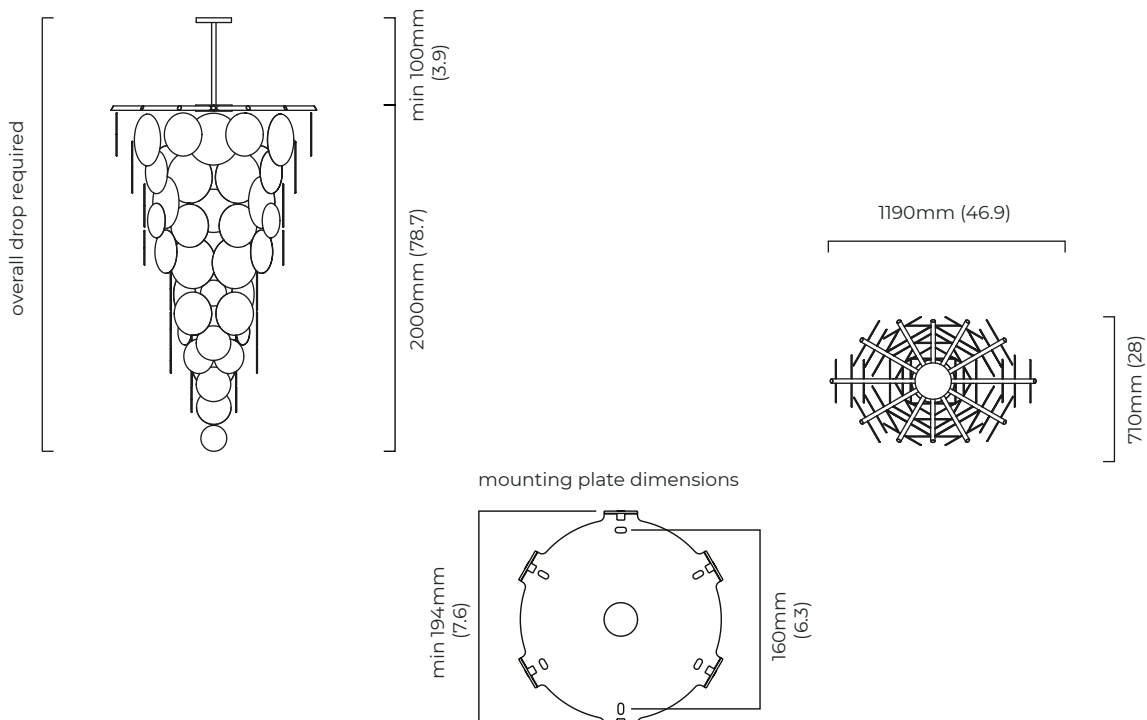 overall drop required
min 100mm
(3.9)
2000mm (78.7)
1190mm (46.9)
710mm (28)
mounting plate dimensions
min 194mm
(7.6)
160mm
(6.3)